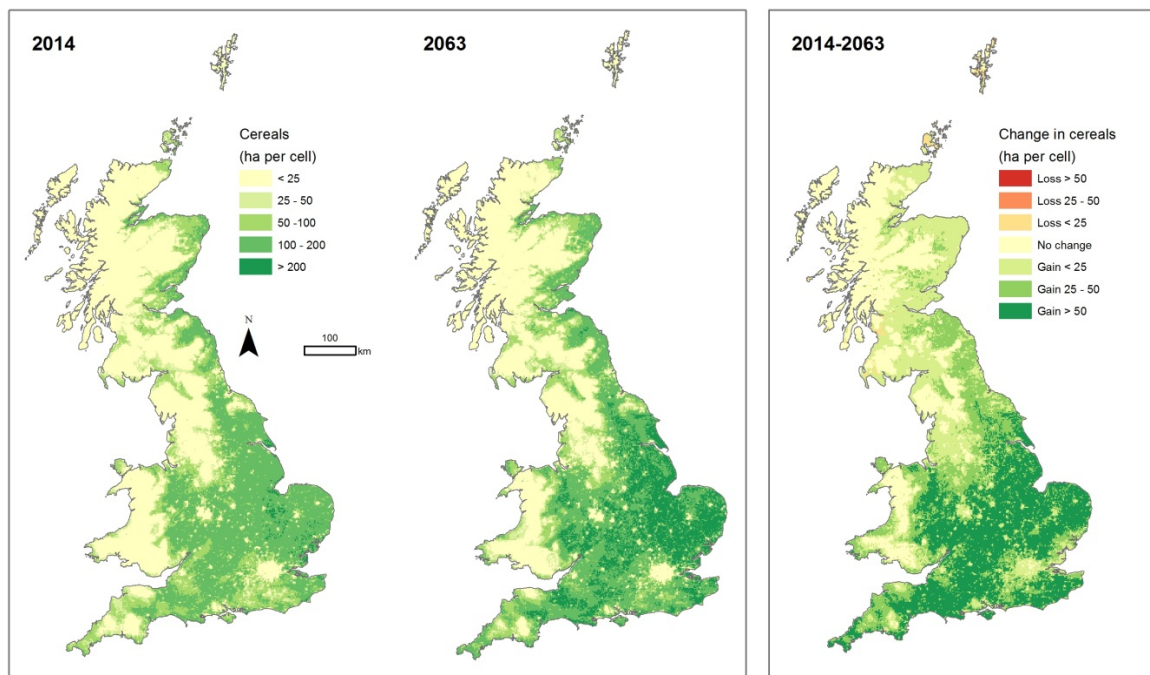 2014
Cereals
(ha per cell)
< 25
25 - 50
50 -100
100 - 200
> 200
N
100
km
2063
2014-2063
Change in cereals
(ha per cell)
Loss > 50
Loss 25 - 50
Loss < 25
No change
Gain < 25
Gain 25 - 50
Gain > 50